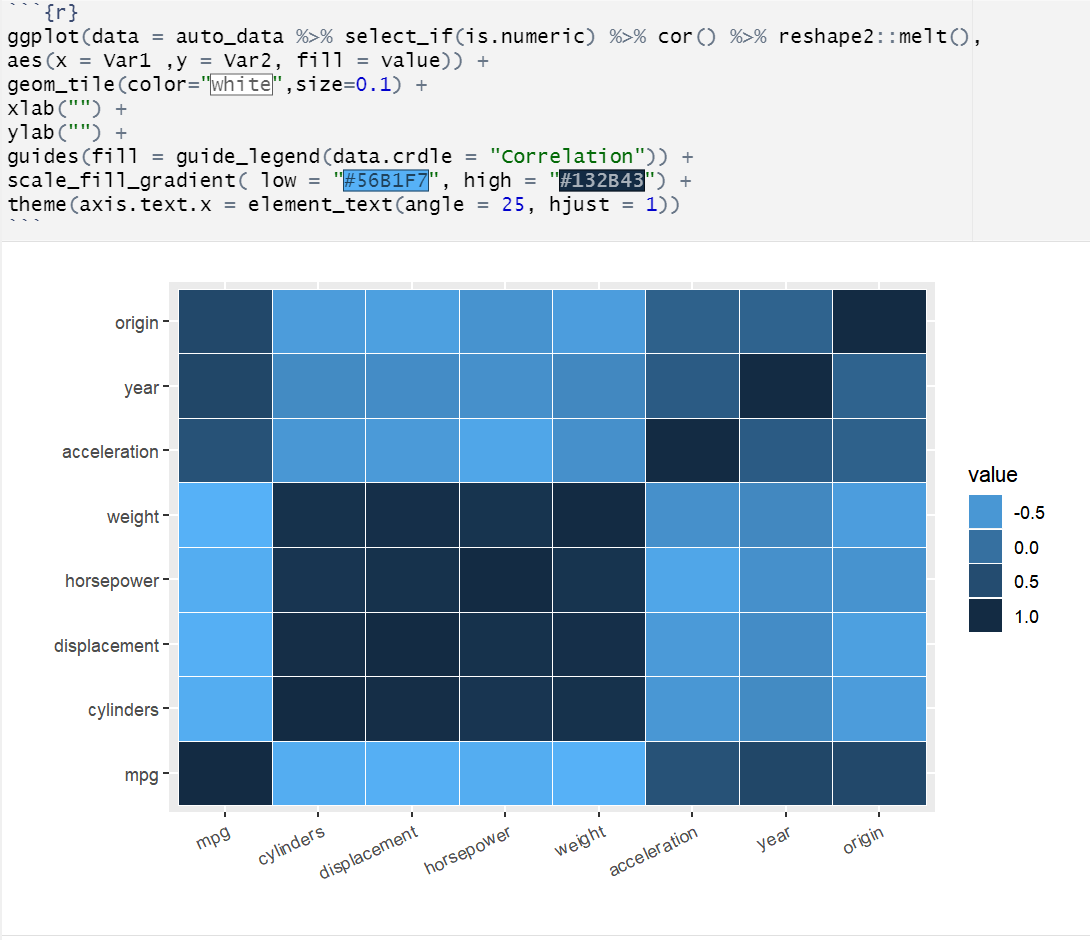 ```{r}
ggplot(data = auto_data %>% select_if(is.numeric) %>% cor() %>% reshape2::melt(),
aes(x = Var1 ,y = Var2, fill = value)) +
geom_tile(color="white",size=0.1) +
xlab("") +
ylab("") +
guides(fill = guide_legend(data.crdle = "Correlation")) +
scale_fill_gradient( low = "#56B1F7", high = "#132B43") +
theme(axis.text.x = element_text(angle = 25, hjust = 1))
```
origin
year
acceleration
weight
horsepower
displacement
cylinders
mpg
mpg
cylinders
displacement
horsepower
weight
acceleration
year
origin
value
-0.5
0.0
0.5
1.0